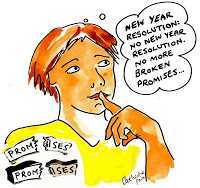 NEW YEAR
RESOLUTION:
NO NEW YEAR
RESOLUTION.
NO MORE
BROKEN
PROMISES...
PROM ISES
PROM ISES